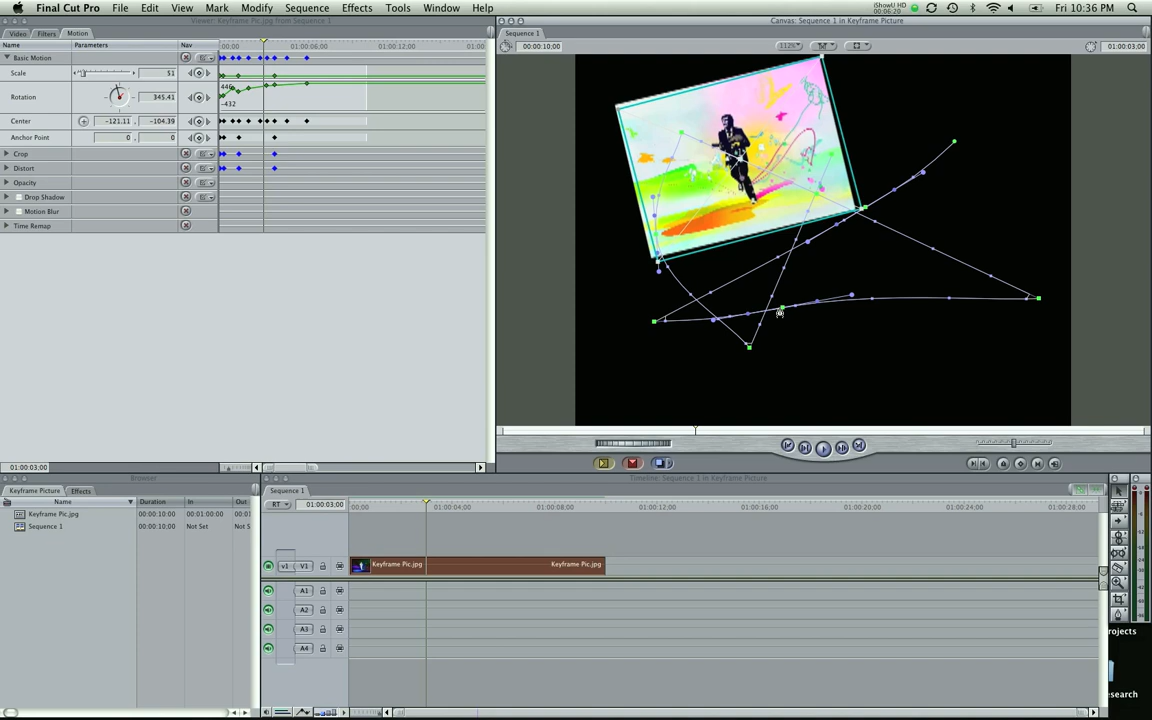 Final Cut Pro File Edit View Mark Modify Sequence Effects Tools Window Help
iShowU HD
00:06:20
Fri 10:36 PM
Viewer: Keyframe Pic.jpg from Sequence 1
Canvas: Sequence 1 in Keyframe Picture
Video Filters Motion
Sequence 1
Name Parameters Nav 00;00 01:00:06;00 01:00:12;00 01:00
00:00:10;00 112% 01:00:03;00
Basic Motion
Scale 51
Rotation 345.41
446
-432
Center -121.11 , -104.39
Anchor Point 0 , 0
Crop
Distort
Opacity
Drop Shadow
Motion Blur
Time Remap
01:00:03;00
Browser
Timeline: Sequence 1 in Keyframe Picture
Keyframe Picture Effects
Sequence 1
Name Duration In Out
Keyframe Pic.jpg 00:00:10:00 01:00:00:00 00:0
Sequence 1 00:00:10;00 Not Set Not S
RT 01:00:03;00 00;00 01:00:04;00 01:00:08;00 01:00:12;00 01:00:16;00 01:00:20;00 01:00:24;00 01:00:28;00
v1 V1 Keyframe Pic.jpg Keyframe Pic.jpg
A1
A2
A3
A4
rojects
search